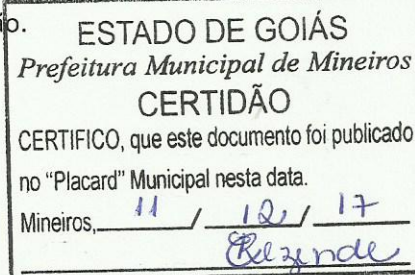 ão.
ESTADO DE GOIÁS
Prefeitura Municipal de Mineiros
CERTIDÃO
CERTIFICO, que este documento foi publicado
no “Placard” Municipal nesta data.
Mineiros, 11 / 12 / 17
Rezende